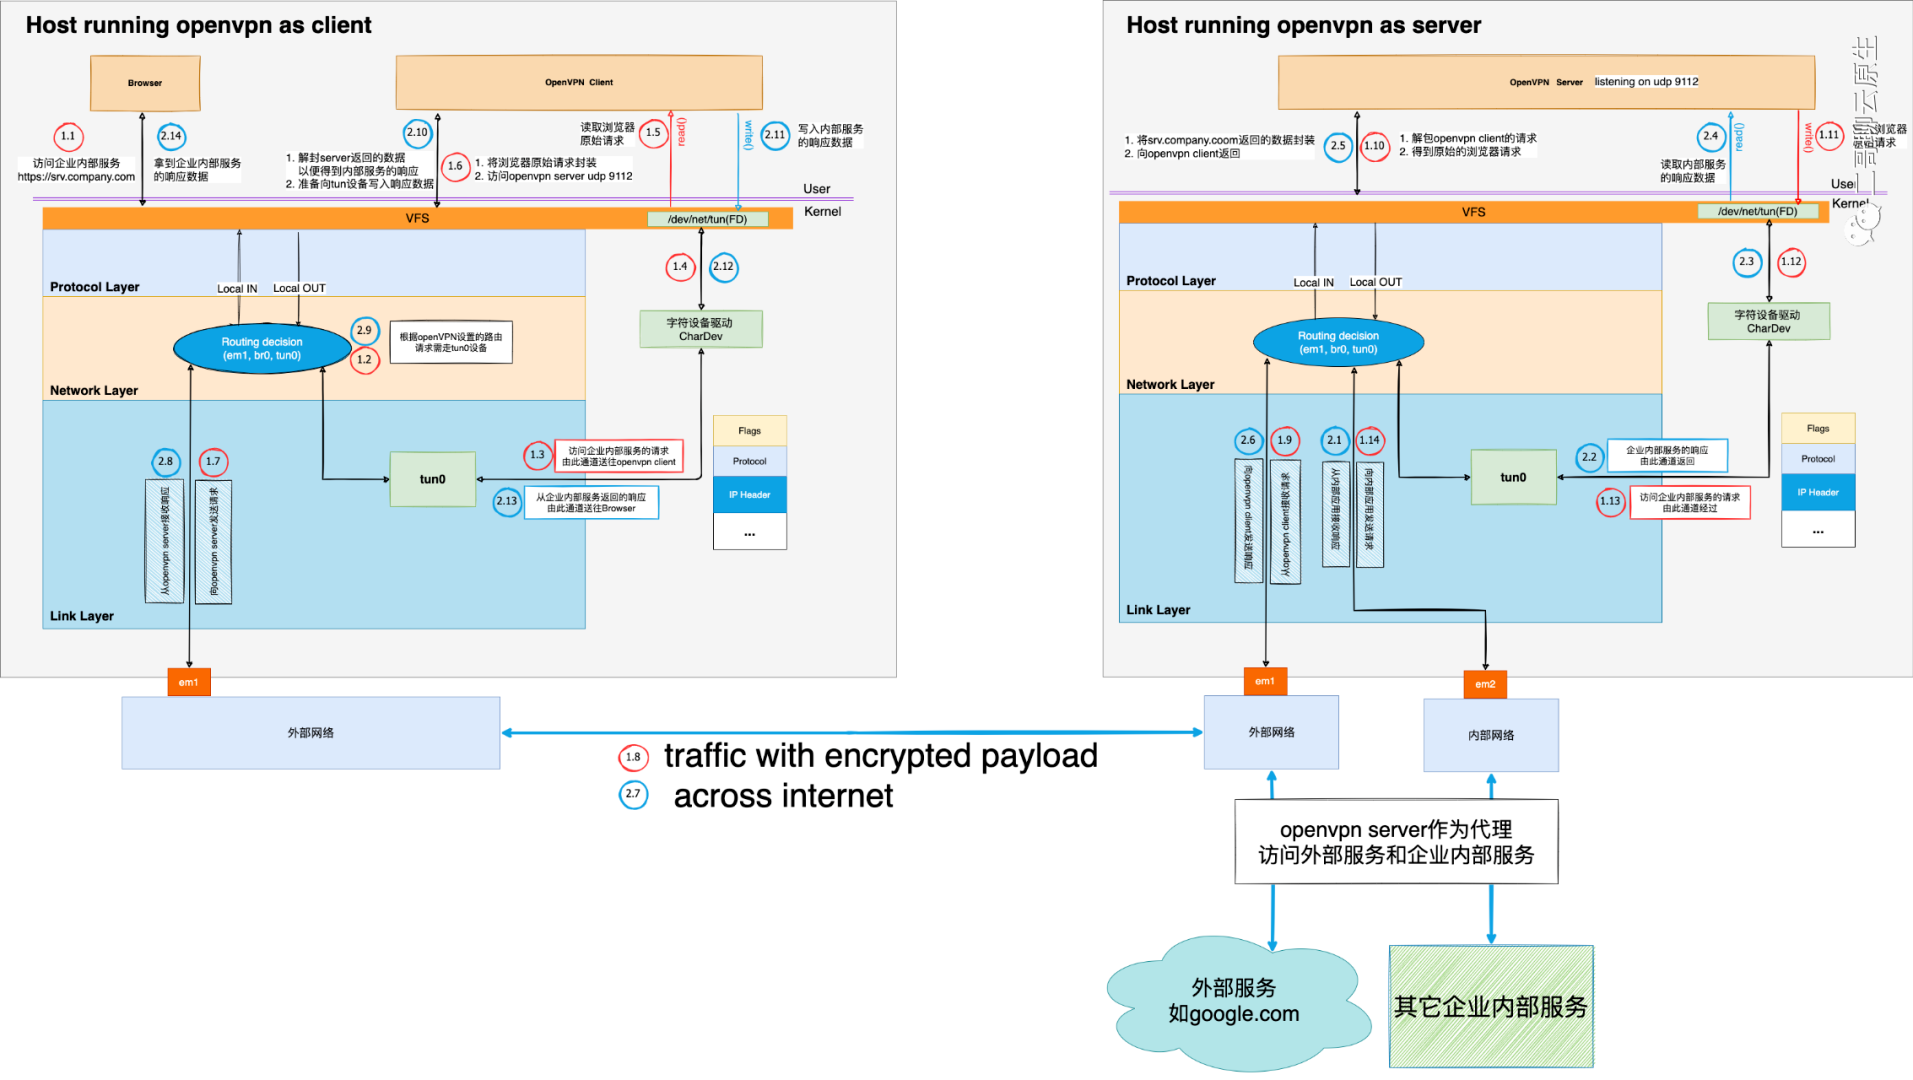 Host running openvpn as client
Browser
OpenVPN Client
1.1
访问企业内部服务
https://srv.company.com
2.14
拿到企业内部服务
的响应数据
2.10
1. 解封server返回的数据
以便得到内部服务的响应
2. 准备向tun设备写入响应数据
1.6
1. 将浏览器原始请求封装
2. 访问openvpn server udp 9112
读取浏览器
原始请求
1.5
read()
write()
2.11
写入内部服务
的响应数据
User
Kernel
VFS
/dev/net/tun(FD)
1.4
2.12
字符设备驱动
CharDev
Local IN
Local OUT
Protocol Layer
Routing decision
(em1, br0, tun0)
2.9
1.2
根据openVPN设置的路由
请求需走tun0设备
Network Layer
2.8
从openvpn server接收响应
1.7
向openvpn server发送请求
tun0
1.3
访问企业内部服务的请求
由此通道送往openvpn client
2.13
从企业内部服务返回的响应
由此通道送往Browser
Flags
Protocol
IP Header
...
Link Layer
em1
外部网络
1.8
traffic with encrypted payload
2.7
across internet
Host running openvpn as server
OpenVPN Server
listening on udp 9112
1. 将srv.company.coom返回的数据封装
2. 向openvpn client返回
2.5
1.10
1. 解包openvpn client的请求
2. 得到原始的浏览器请求
2.4
read()
读取内部服务
的响应数据
write()
1.11
浏览器
请求
User
Kernel
VFS
/dev/net/tun(FD)
2.3
1.12
字符设备驱动
CharDev
Local IN
Local OUT
Protocol Layer
Routing decision
(em1, br0, tun0)
Network Layer
2.6
向openvpn client发送响应
1.9
从openvpn client接收请求
2.1
从内部应用接收响应
1.14
向内部应用发送请求
tun0
2.2
企业内部服务的响应
由此通道返回
1.13
访问企业内部服务的请求
由此通道经过
Flags
Protocol
IP Header
...
Link Layer
em1
em2
外部网络
内部网络
openvpn server作为代理
访问外部服务和企业内部服务
外部服务
如google.com
其它企业内部服务
云原生